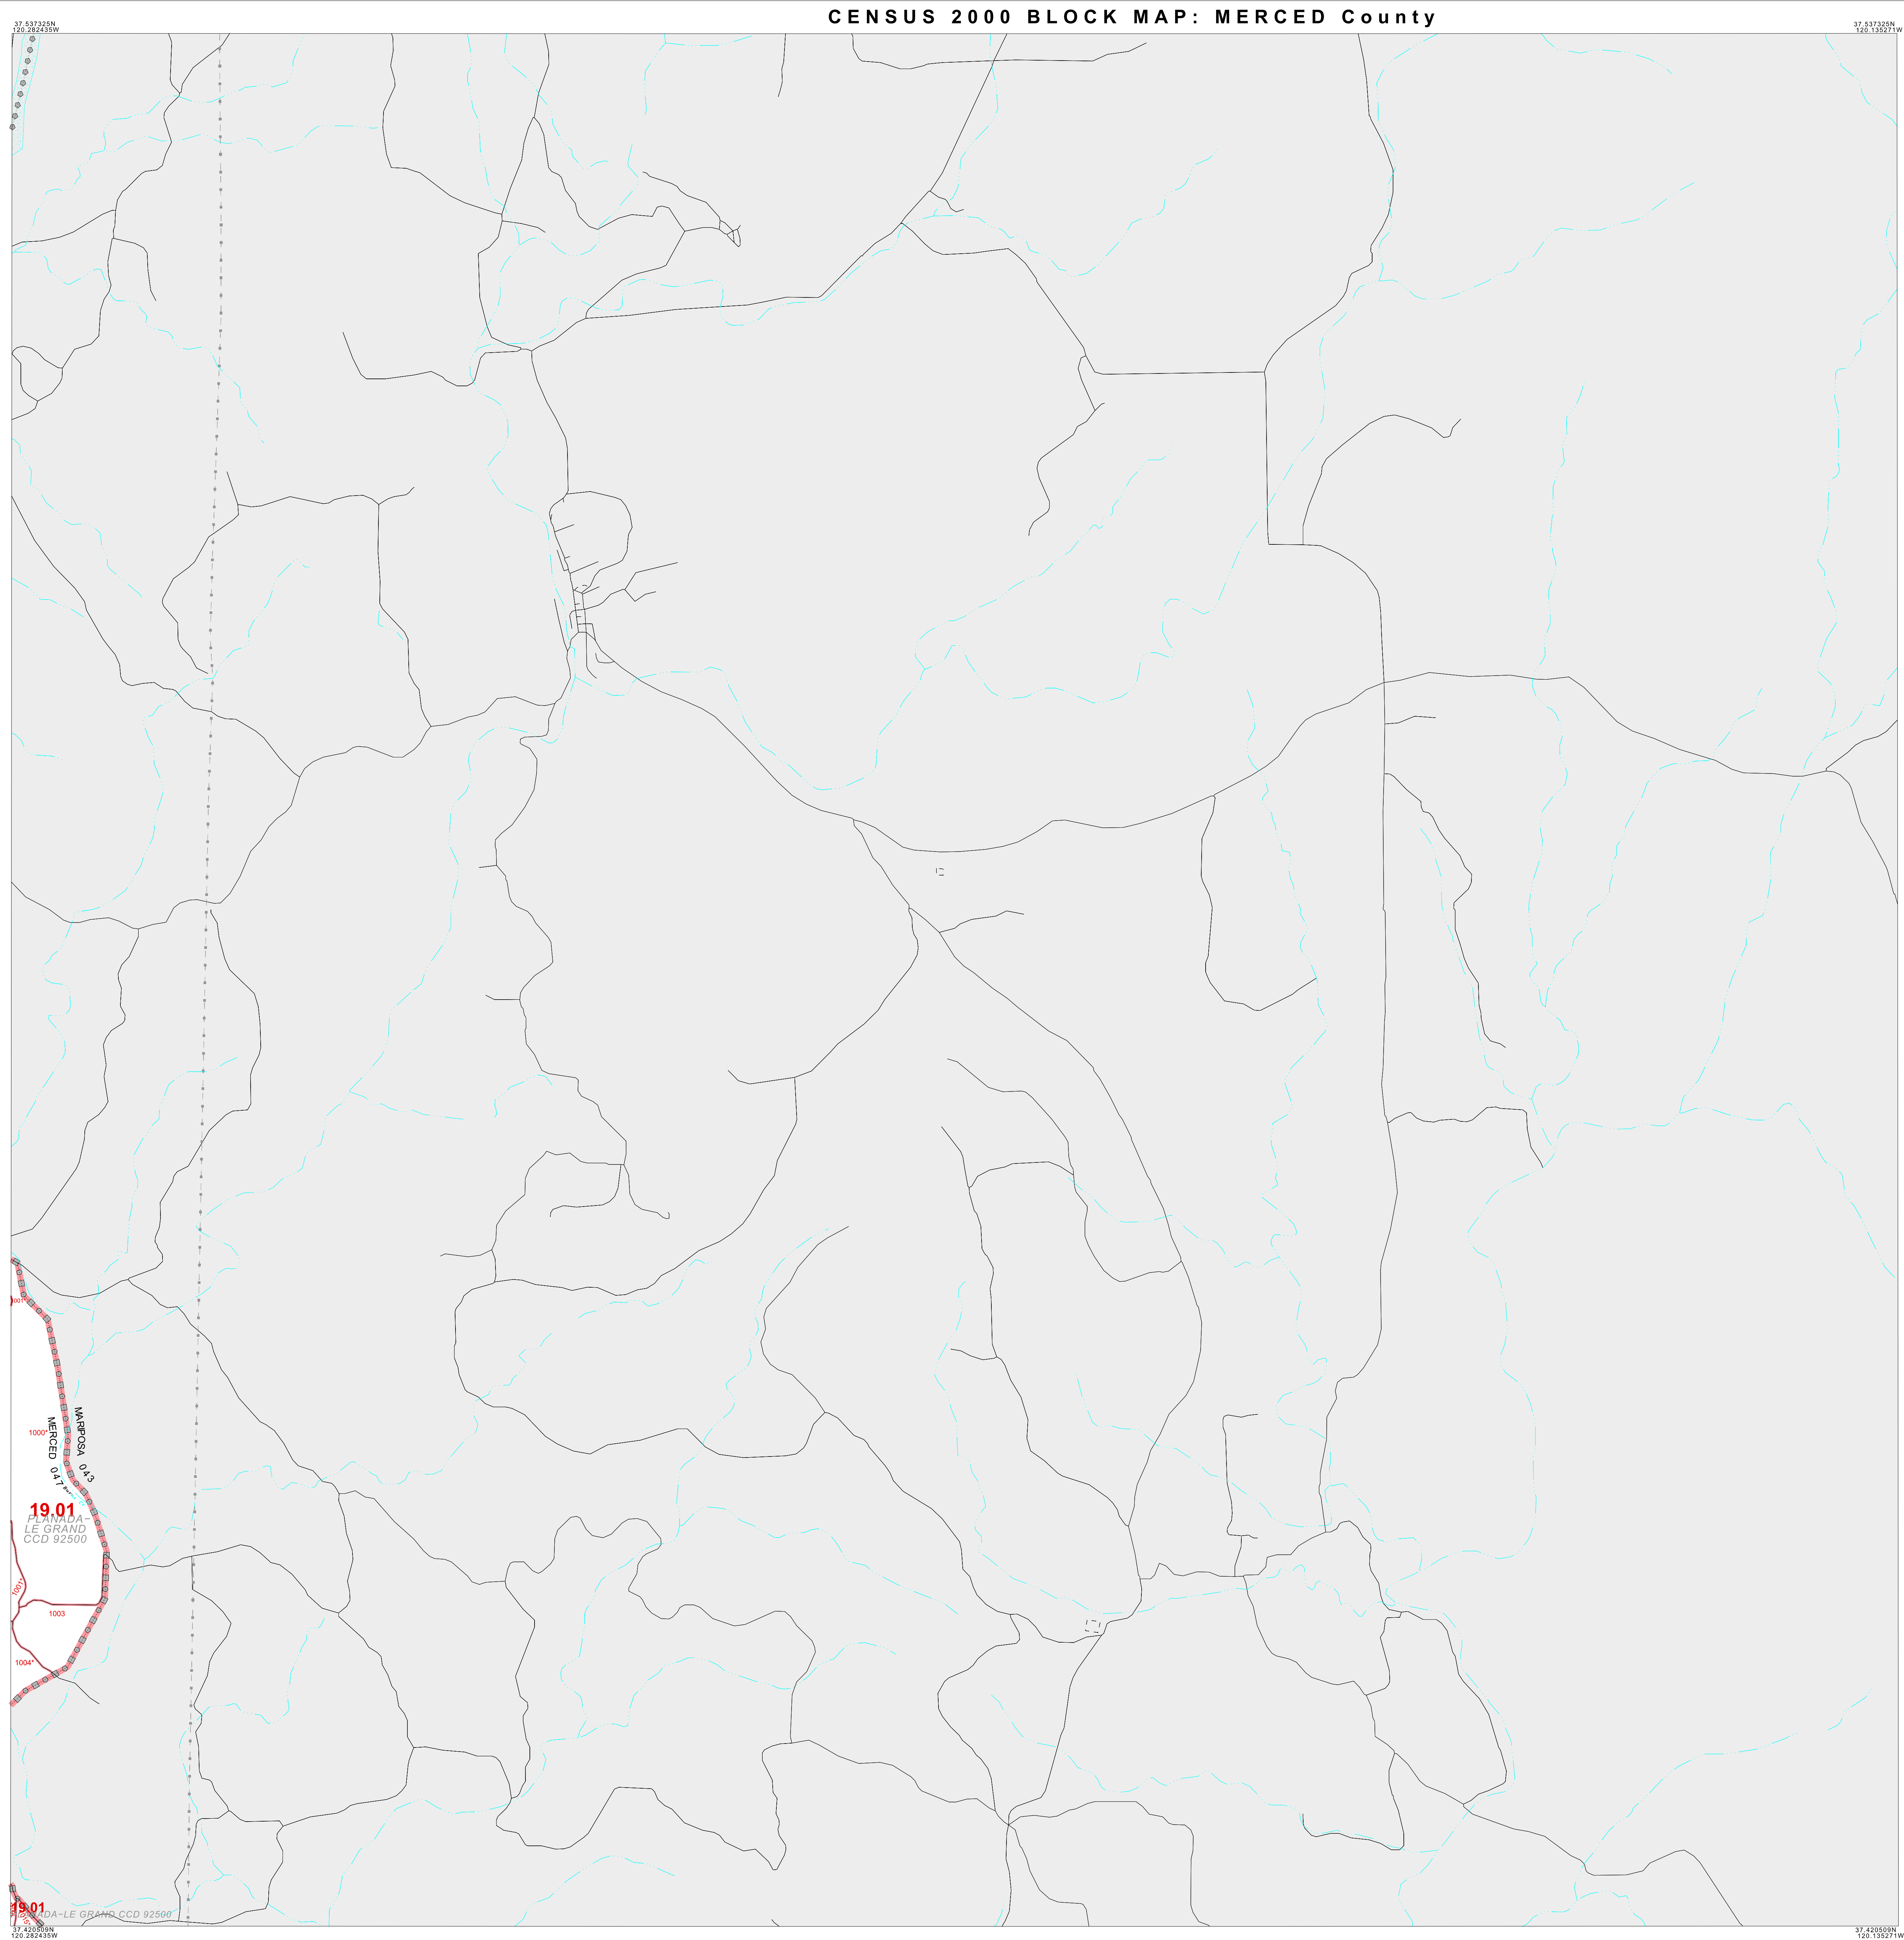 CENSUS 2000 BLOCK MAP: MERCED County
37.537325N
120.282435W
37.537325N
120.135271W
001*
1000*
MERCED 047
MARIPOSA 043
19.01
PLANADA-
LE GRAND
CCD 92500
1001*
1003
1004*
19.01
ADA-LE GRAND CCD 92500
37.420509N
120.282435W
37.420509N
120.135271W